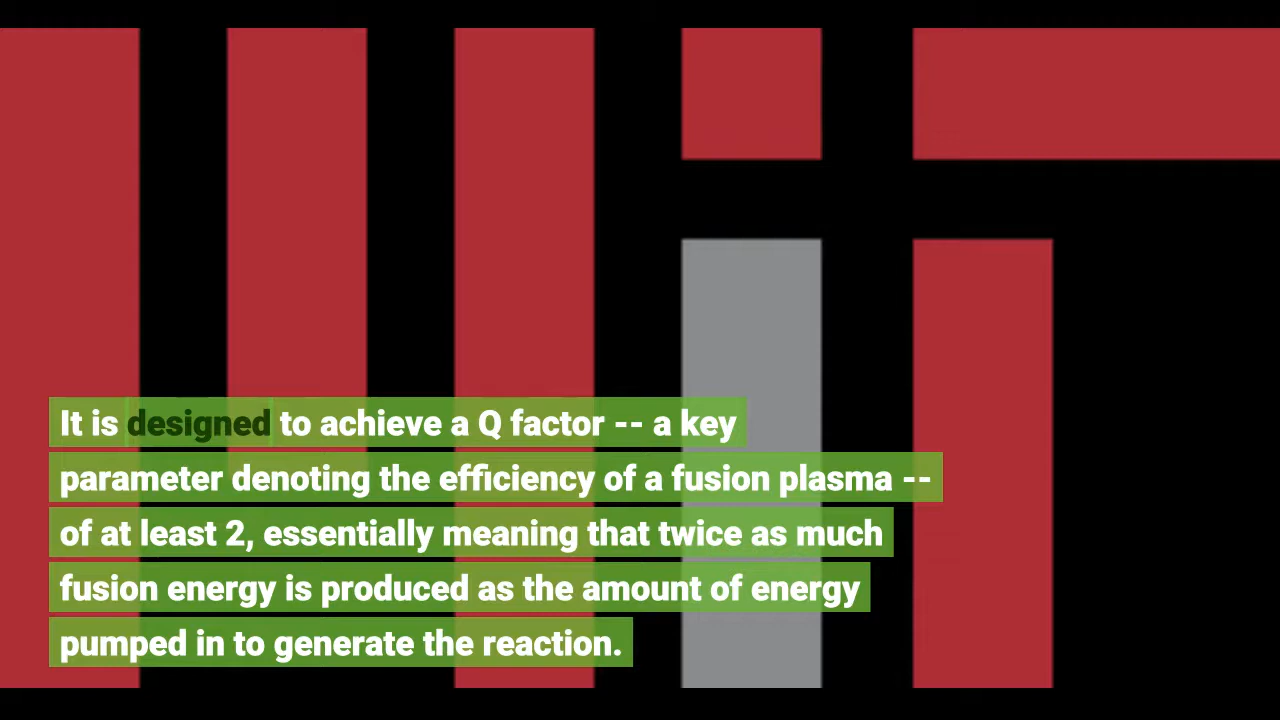 It is designed to achieve a Q factor -- a key
parameter denoting the efficiency of a fusion plasma --
of at least 2, essentially meaning that twice as much
fusion energy is produced as the amount of energy
pumped in to generate the reaction.